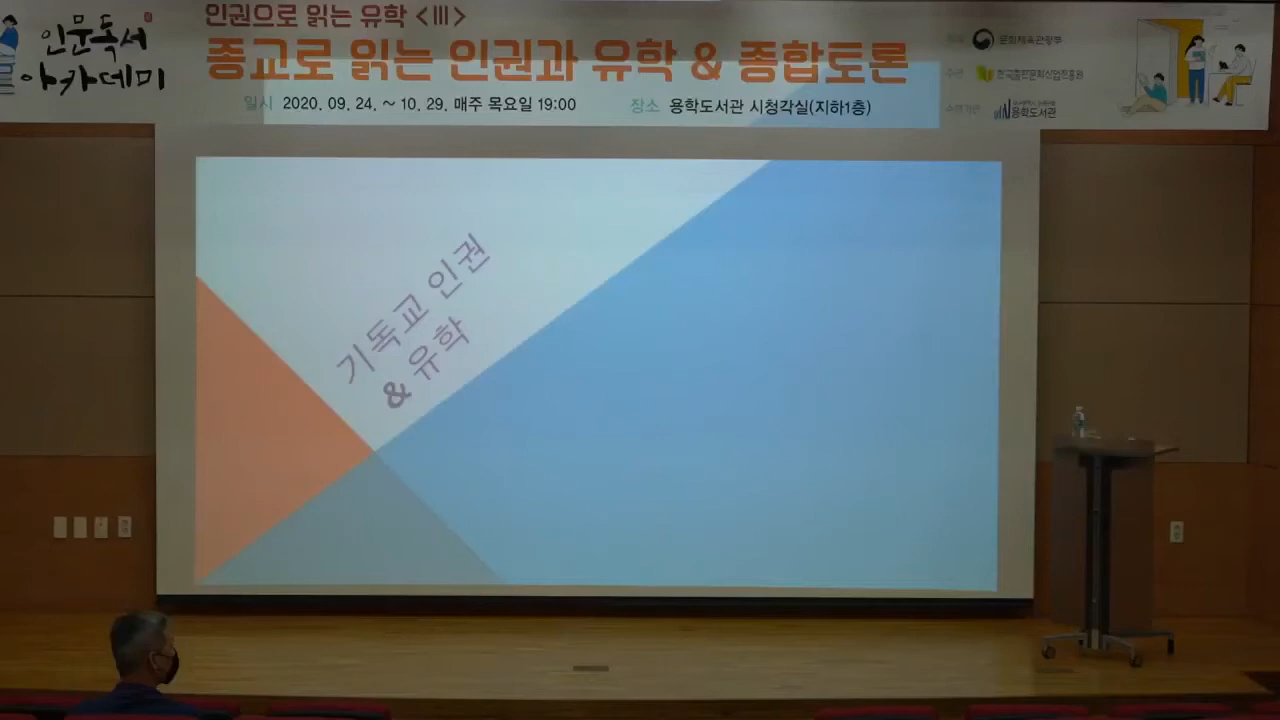 인문독서
아카데미
인권으로 읽는 유학 <Ⅲ>
종교로 읽는 인권과 유학 & 종합토론
일시 2020. 09. 24. ~ 10. 29. 매주 목요일 19:00
장소 용학도서관 시청각실(지하1층)
문화체육관광부
한국출판문화산업진흥원
용학도서관
기독교 인권
& 유학